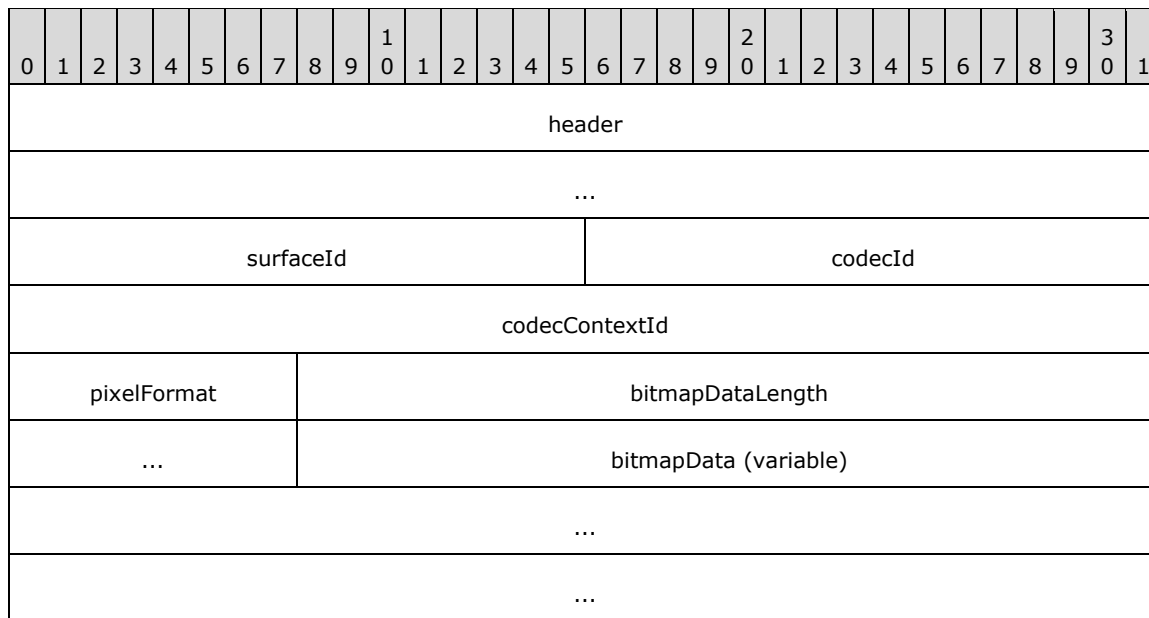 1 2 3
0 1 2 3 4 5 6 7 8 9 0 1 2 3 4 5 6 7 8 9 0 1 2 3 4 5 6 7 8 9 0 1
header
...
surfaceId codecId
codecContextId
pixelFormat bitmapDataLength
... bitmapData (variable)
...
...